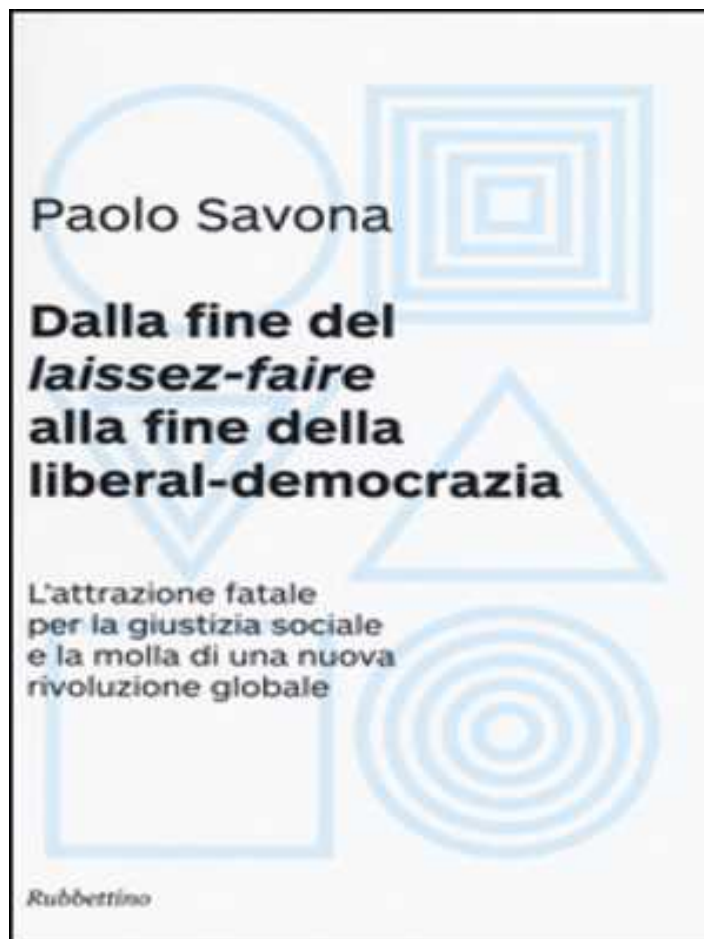 Paolo Savona
Dalla fine del
laissez-faire
alla fine della
liberal-democrazia
L'attrazione fatale
per la giustizia sociale
e la molla di una nuova
rivoluzione globale
Rubbettino